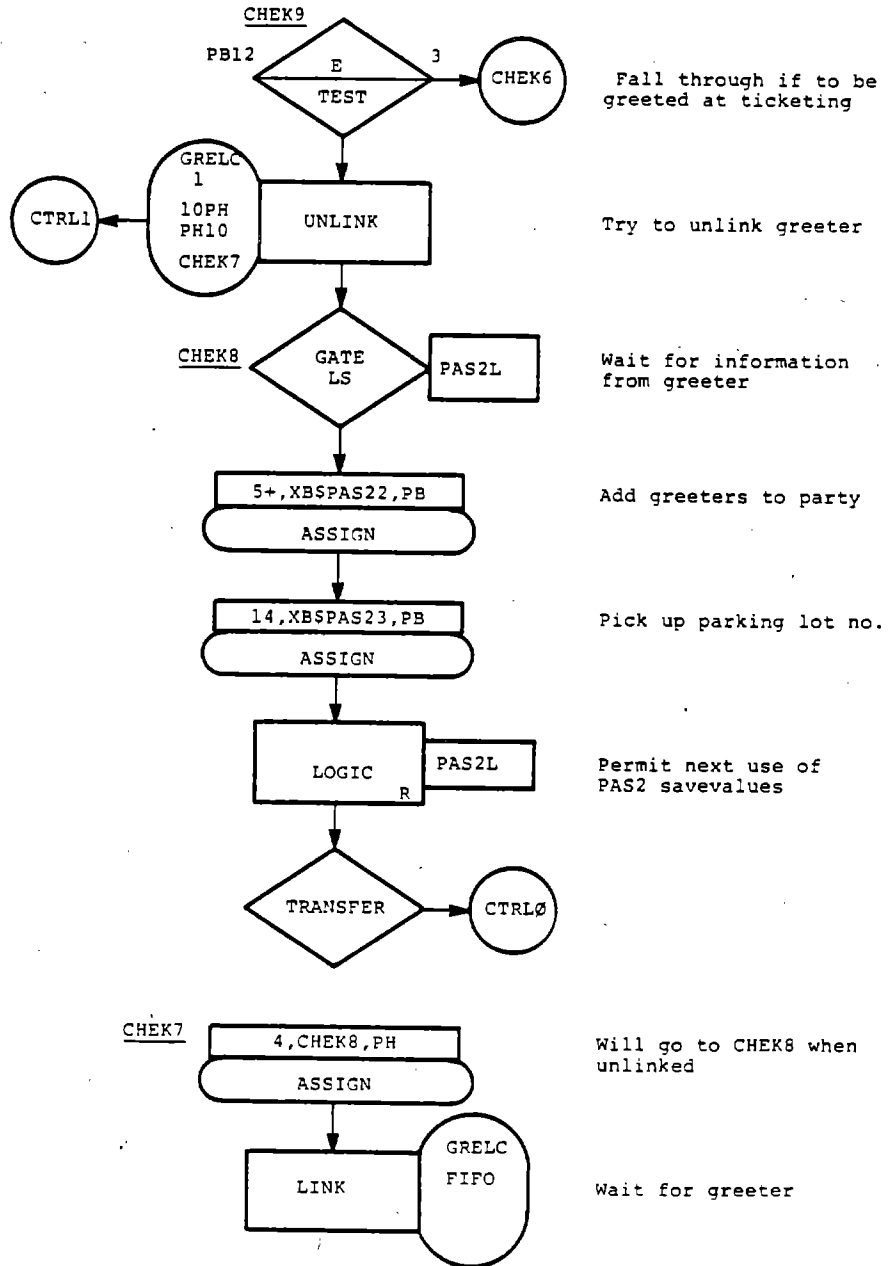 CHEK9
PB12
E
3
TEST
CHEK6
Fall through if to be
greeted at ticketing
GRELC
1
10PH
PH10
CHEK7
CTRL1
UNLINK
Try to unlink greeter
CHEK8
GATE
LS
PAS2L
Wait for information
from greeter
5+,XB$PAS22,PB
ASSIGN
Add greeters to party
14,XB$PAS23,PB
ASSIGN
Pick up parking lot no.
LOGIC
R
PAS2L
Permit next use of
PAS2 savevalues
TRANSFER
CTRLØ
CHEK7
4,CHEK8,PH
ASSIGN
Will go to CHEK8 when
unlinked
LINK
GRELC
FIFO
Wait for greeter